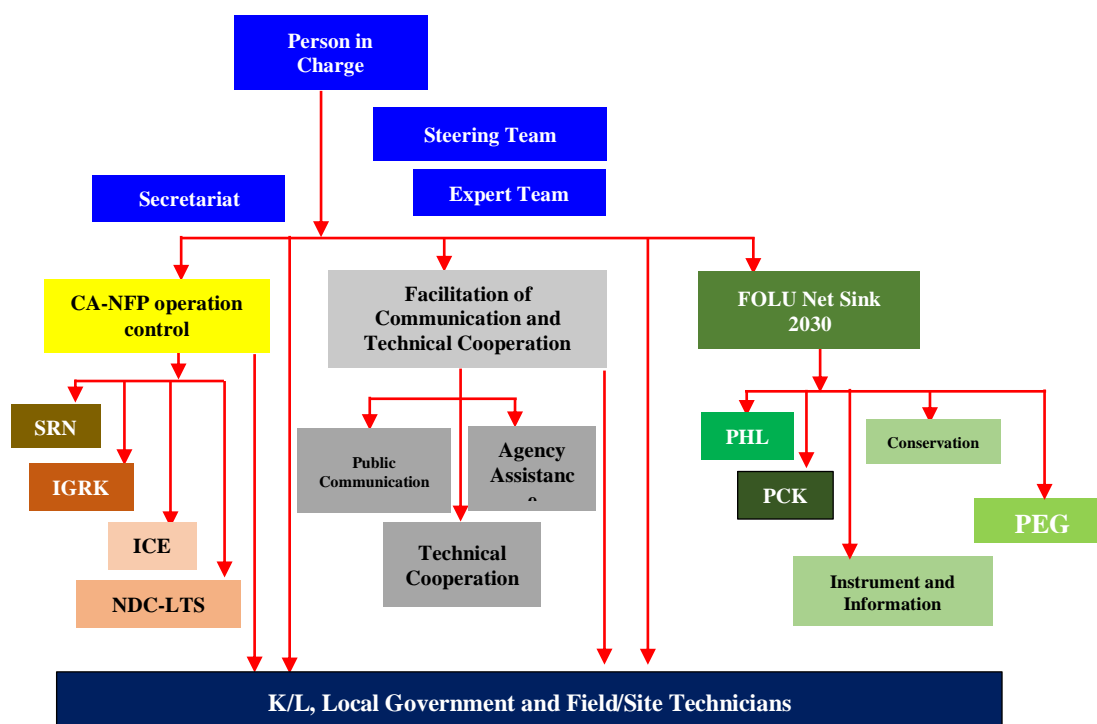 Person in
Charge
Steering Team
Secretariat
Expert Team
CA-NFP operation
control
Facilitation of
Communication and
Technical Cooperation
FOLU Net Sink
2030
SRN
IGRK
ICE
NDC-LTS
Public
Communication
Agency
Assistanc
Technical
Cooperation
PHL
Conservation
PCK
PEG
Instrument and
Information
K/L, Local Government and Field/Site Technicians